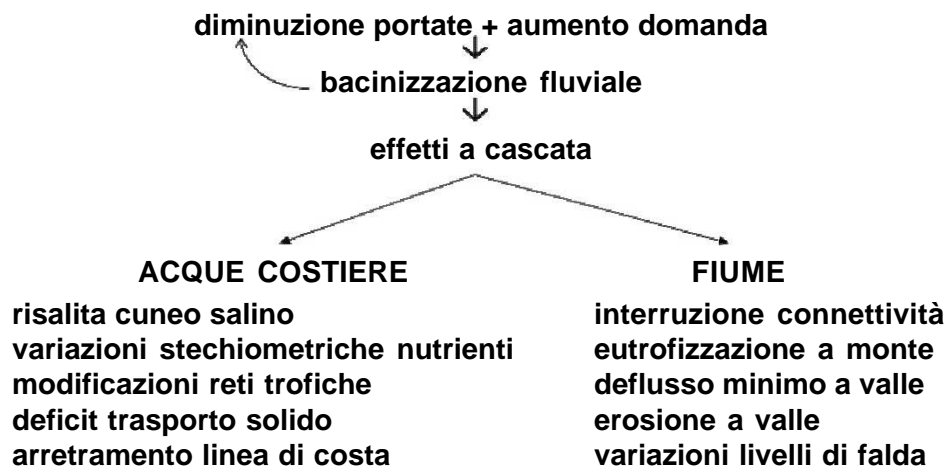 diminuzione portate + aumento domanda
bacinizzazione fluviale
effetti a cascata
ACQUE COSTIERE
risalita cuneo salino
variazioni stechiometriche nutrienti
modificazioni reti trofiche
deficit trasporto solido
arretramento linea di costa
FIUME
interruzione connettività
eutrofizzazione a monte
deflusso minimo a valle
erosione a valle
variazioni livelli di falda